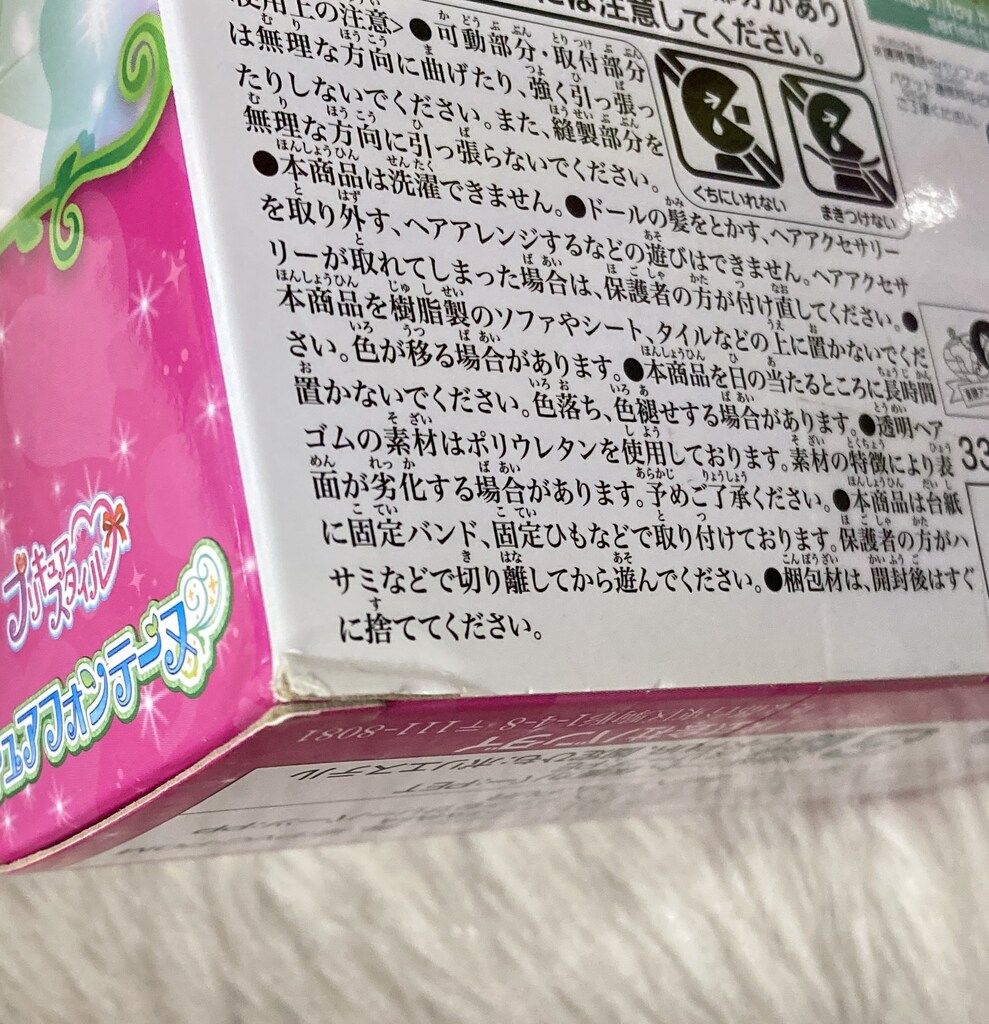 には注意してください。
使用上の注意> ●可動部分・取付部分
は無理な方向に曲げたり、強く引っ張っ
たりしないでください。また、縫製部分を
無理な方向に引っ張らないでください。
●本商品は洗濯できません。●ドールの髪をとかす、ヘアアクセサリー
を取り外す、ヘアアレンジするなどの遊びはできません。ヘアアクセサ
リーが取れてしまった場合は、保護者の方が付け直してください。●
本商品を樹脂製のソファやシート、タイルなどの上に置かないでくだ
さい。色が移る場合があります。●本商品を日の当たるところに長時間
置かないでください。色落ち、色褪せする場合があります。●透明ヘア
ゴムの素材はポリウレタンを使用しております。素材の特徴により表
面が劣化する場合があります。予めご了承ください。●本商品は台紙
に固定バンド、固定ひもなどで取り付けております。保護者の方がハ
サミなどで切り離してから遊んでください。●梱包材は、開封後はすぐ
に捨ててください。
くちにいれない
まきつけない
33
プリキュア
スタイル
ュアフォンテーヌ
1-4-8 〒111-8081
ポリエステル